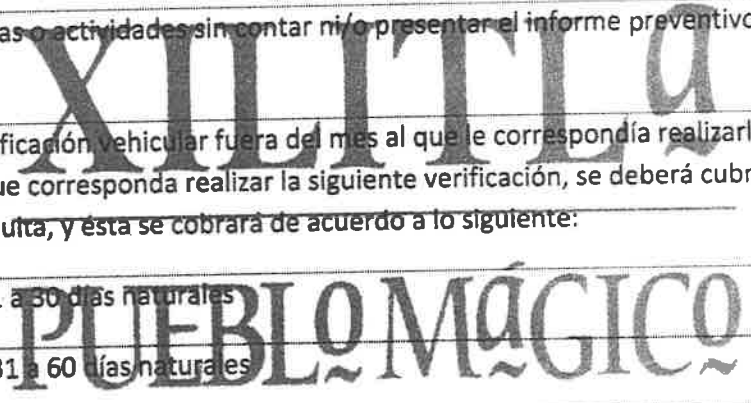 as o actividades sin contar ni/o presentar el informe preventivo
XILITLa
ficación vehicular fuera del mes al que le correspondía realizarl
ue corresponda realizar la siguiente verificación, se deberá cubr
ulta, y ésta se cobrará de acuerdo a lo siguiente:
a 30 días naturales
PUEBLO MáGICO
31 a 60 días naturales